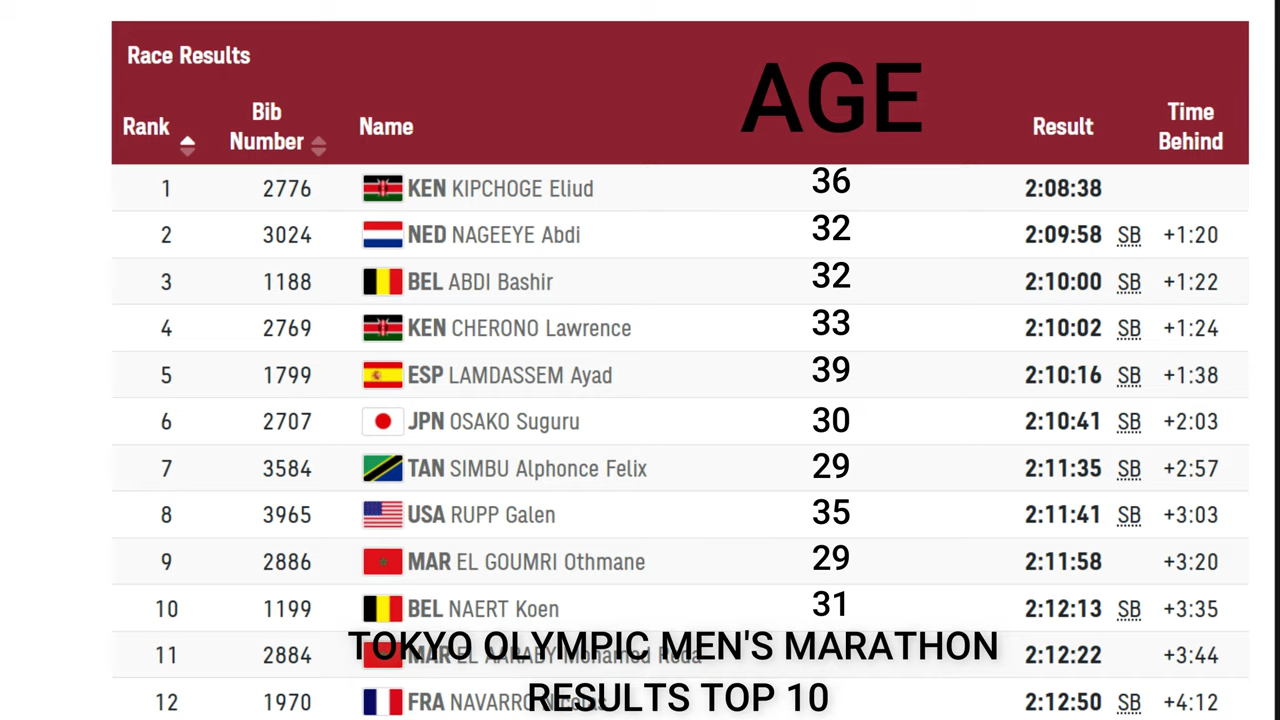 Race Results
AGE
Rank Bib Number Name Result Time Behind
1 2776 KEN KIPCHOGE Eliud 36 2:08:38
2 3024 NED NAGEEYE Abdi 32 2:09:58 SB +1:20
3 1188 BEL ABDI Bashir 32 2:10:00 SB +1:22
4 2769 KEN CHERONO Lawrence 33 2:10:02 SB +1:24
5 1799 ESP LAMDASSEM Ayad 39 2:10:16 SB +1:38
6 2707 JPN OSAKO Suguru 30 2:10:41 SB +2:03
7 3584 TAN SIMBU Alphonce Felix 29 2:11:35 SB +2:57
8 3965 USA RUPP Galen 35 2:11:41 SB +3:03
9 2886 MAR EL GOUMRI Othmane 29 2:11:58 +3:20
10 1199 BEL NAERT Koen 31 2:12:13 SB +3:35
TOKYO OLYMPIC MEN'S MARATHON
11 2884 MAR EL AARABY Mohamed Reda 2:12:22 +3:44
RESULTS TOP 10
12 1970 FRA NAVARRO 2:12:50 SB +4:12